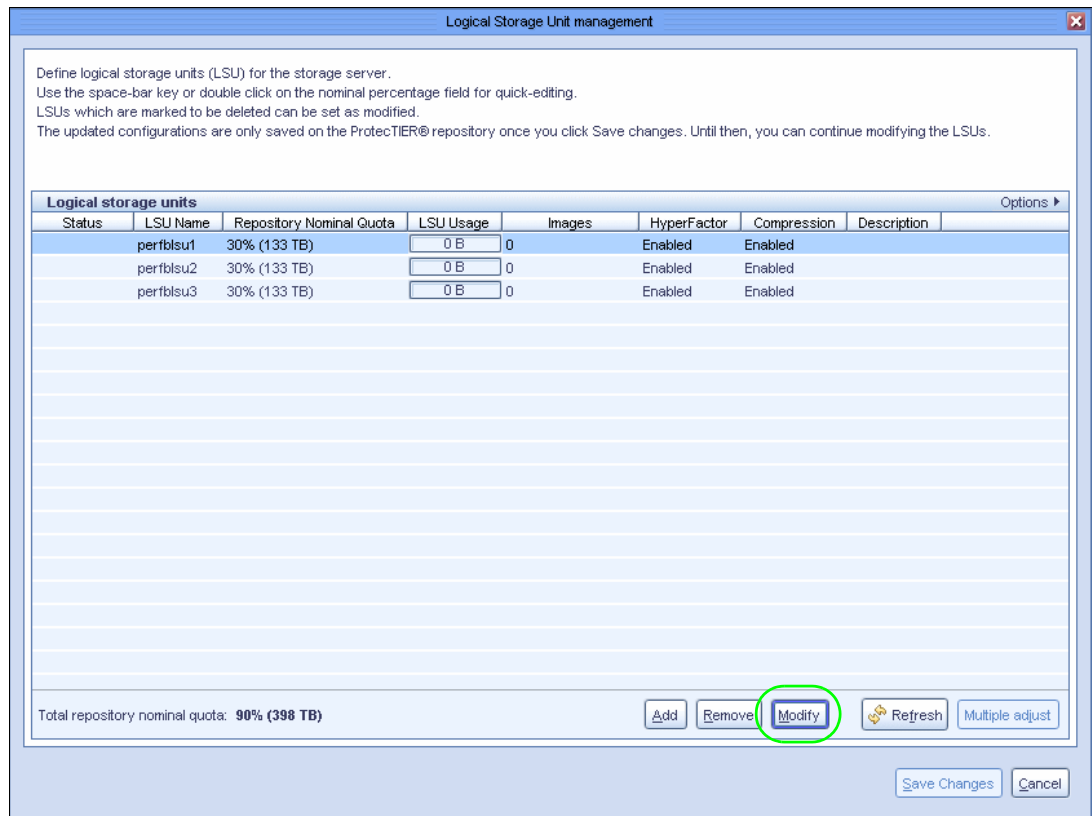 Logical Storage Unit management
Define logical storage units (LSU) for the storage server.
Use the space-bar key or double click on the nominal percentage field for quick-editing.
LSUs which are marked to be deleted can be set as modified.
The updated configurations are only saved on the ProtecTIER® repository once you click Save changes. Until then, you can continue modifying the LSUs.
Logical storage units Options
Status LSU Name Repository Nominal Quota LSU Usage Images HyperFactor Compression Description
perfblsu1 30% (133 TB) 0 B 0 Enabled Enabled
perfblsu2 30% (133 TB) 0 B 0 Enabled Enabled
perfblsu3 30% (133 TB) 0 B 0 Enabled Enabled
Total repository nominal quota: 90% (398 TB) Add Remove Modify Refresh Multiple adjust
Save Changes Cancel